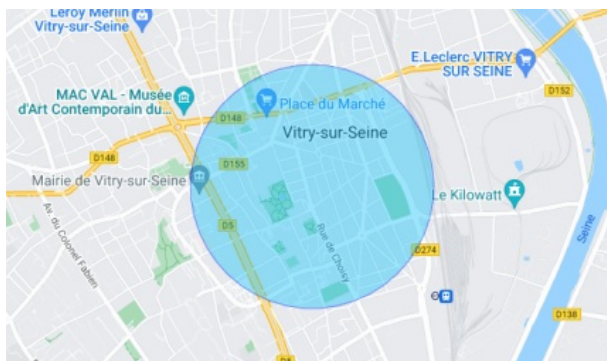 Leroy Merlin
Vitry-sur-Seine
E.Leclerc VITRY
SUR SEINE
MAC VAL - Musée
d'Art Contemporain du...
D152
Place du Marché
D148
D148
Vitry-sur-Seine
D148
D155
Mairie de Vitry-sur-Seine
Le Kilowatt
Av. du Colonel Fabien
D5
Rue de Choisy
D274
Seine
D138